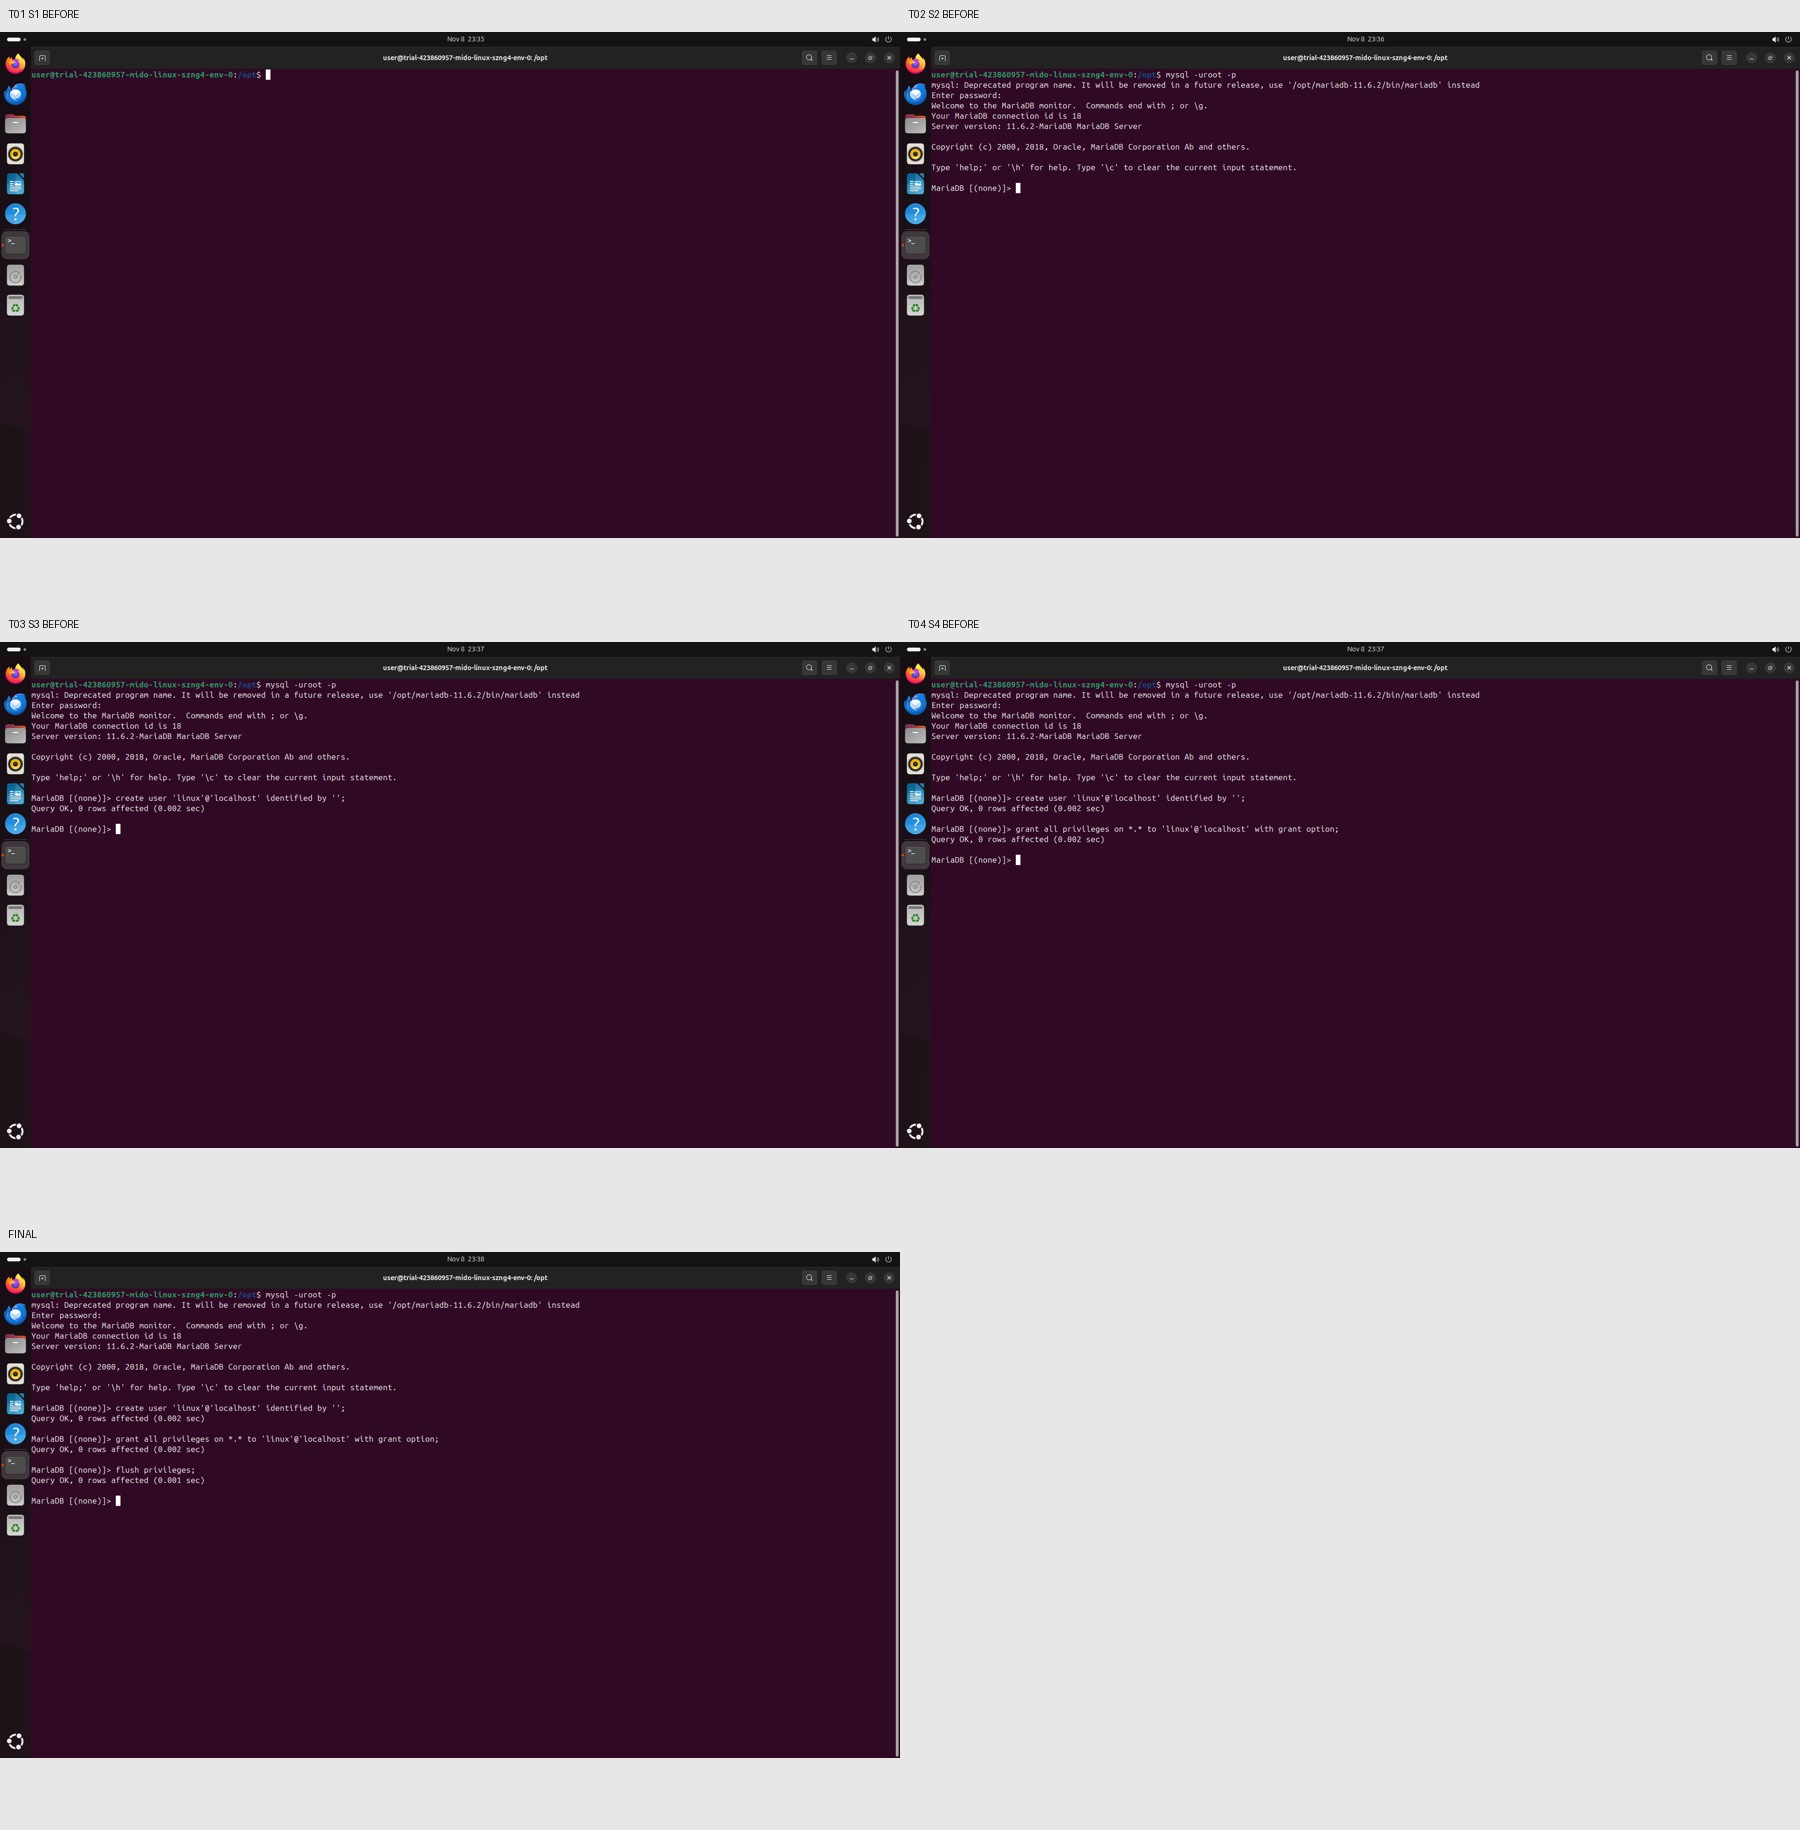 T01 S1 BEFORE
Nov 8 23:35
user@trial-423860957-mido-linux-szng4-env-0: /opt
user@trial-423860957-mido-linux-szng4-env-0:/opt$
T02 S2 BEFORE
Nov 8 23:36
user@trial-423860957-mido-linux-szng4-env-0: /opt
user@trial-423860957-mido-linux-szng4-env-0:/opt$ mysql -uroot -p
mysql: Deprecated program name. It will be removed in a future release, use '/opt/mariadb-11.6.2/bin/mariadb' instead
Enter password:
Welcome to the MariaDB monitor.  Commands end with ; or \g.
Your MariaDB connection id is 18
Server version: 11.6.2-MariaDB MariaDB Server
Copyright (c) 2000, 2018, Oracle, MariaDB Corporation Ab and others.
Type 'help;' or '\h' for help. Type '\c' to clear the current input statement.
MariaDB [(none)]>
T03 S3 BEFORE
Nov 8 23:37
user@trial-423860957-mido-linux-szng4-env-0: /opt
user@trial-423860957-mido-linux-szng4-env-0:/opt$ mysql -uroot -p
mysql: Deprecated program name. It will be removed in a future release, use '/opt/mariadb-11.6.2/bin/mariadb' instead
Enter password:
Welcome to the MariaDB monitor.  Commands end with ; or \g.
Your MariaDB connection id is 18
Server version: 11.6.2-MariaDB MariaDB Server
Copyright (c) 2000, 2018, Oracle, MariaDB Corporation Ab and others.
Type 'help;' or '\h' for help. Type '\c' to clear the current input statement.
MariaDB [(none)]> create user 'linux'@'localhost' identified by '';
Query OK, 0 rows affected (0.002 sec)
MariaDB [(none)]>
T04 S4 BEFORE
Nov 8 23:37
user@trial-423860957-mido-linux-szng4-env-0: /opt
user@trial-423860957-mido-linux-szng4-env-0:/opt$ mysql -uroot -p
mysql: Deprecated program name. It will be removed in a future release, use '/opt/mariadb-11.6.2/bin/mariadb' instead
Enter password:
Welcome to the MariaDB monitor.  Commands end with ; or \g.
Your MariaDB connection id is 18
Server version: 11.6.2-MariaDB MariaDB Server
Copyright (c) 2000, 2018, Oracle, MariaDB Corporation Ab and others.
Type 'help;' or '\h' for help. Type '\c' to clear the current input statement.
MariaDB [(none)]> create user 'linux'@'localhost' identified by '';
Query OK, 0 rows affected (0.002 sec)
MariaDB [(none)]> grant all privileges on *.* to 'linux'@'localhost' with grant option;
Query OK, 0 rows affected (0.002 sec)
MariaDB [(none)]>
FINAL
Nov 8 23:38
user@trial-423860957-mido-linux-szng4-env-0: /opt
user@trial-423860957-mido-linux-szng4-env-0:/opt$ mysql -uroot -p
mysql: Deprecated program name. It will be removed in a future release, use '/opt/mariadb-11.6.2/bin/mariadb' instead
Enter password:
Welcome to the MariaDB monitor.  Commands end with ; or \g.
Your MariaDB connection id is 18
Server version: 11.6.2-MariaDB MariaDB Server
Copyright (c) 2000, 2018, Oracle, MariaDB Corporation Ab and others.
Type 'help;' or '\h' for help. Type '\c' to clear the current input statement.
MariaDB [(none)]> create user 'linux'@'localhost' identified by '';
Query OK, 0 rows affected (0.002 sec)
MariaDB [(none)]> grant all privileges on *.* to 'linux'@'localhost' with grant option;
Query OK, 0 rows affected (0.002 sec)
MariaDB [(none)]> flush privileges;
Query OK, 0 rows affected (0.001 sec)
MariaDB [(none)]>